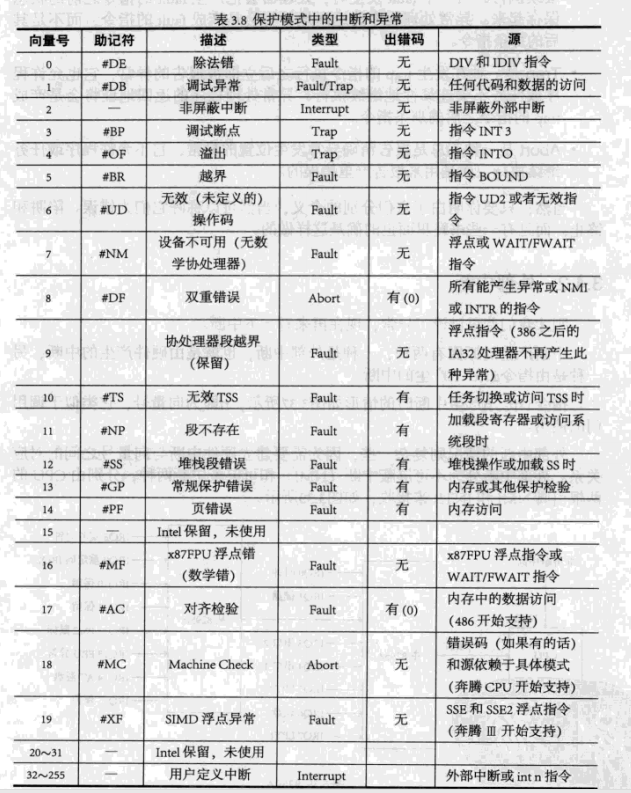 表3.8 保护模式中的中断和异常
向量号 助记符 描述 类型 出错码 源
0 #DE 除法错 Fault 无 DIV 和 IDIV 指令
1 #DB 调试异常 Fault/Trap 无 任何代码和数据的访问
2 — 非屏蔽中断 Interrupt 无 非屏蔽外部中断
3 #BP 调试断点 Trap 无 指令 INT 3
4 #OF 溢出 Trap 无 指令 INTO
5 #BR 越界 Fault 无 指令 BOUND
6 #UD 无效（未定义的）操作码 Fault 无 指令 UD2 或者无效指令
7 #NM 设备不可用（无数学协处理器） Fault 无 浮点或 WAIT/FWAIT 指令
8 #DF 双重错误 Abort 有 (0) 所有能产生异常或 NMI 或 INTR 的指令
9 协处理器段越界（保留） Fault 无 浮点指令（386 之后的 IA32 处理器不再产生此种异常）
10 #TS 无效 TSS Fault 有 任务切换或访问 TSS 时
11 #NP 段不存在 Fault 有 加载段寄存器或访问系统段时
12 #SS 堆栈段错误 Fault 有 堆栈操作或加载 SS 时
13 #GP 常规保护错误 Fault 有 内存或其他保护检验
14 #PF 页错误 Fault 有 内存访问
15 — Intel 保留，未使用
16 #MF x87FPU 浮点错（数学错） Fault 无 x87FPU 浮点指令或 WAIT/FWAIT 指令
17 #AC 对齐检验 Fault 有 (0) 内存中的数据访问（486 开始支持）
18 #MC Machine Check Abort 无 错误码（如果有的话）和源依赖于具体模式（奔腾 CPU 开始支持）
19 #XF SIMD 浮点异常 Fault 无 SSE 和 SSE2 浮点指令（奔腾 Ⅲ 开始支持）
20～31 — Intel 保留，未使用
32～255 — 用户定义中断 Interrupt 外部中断或 int n 指令